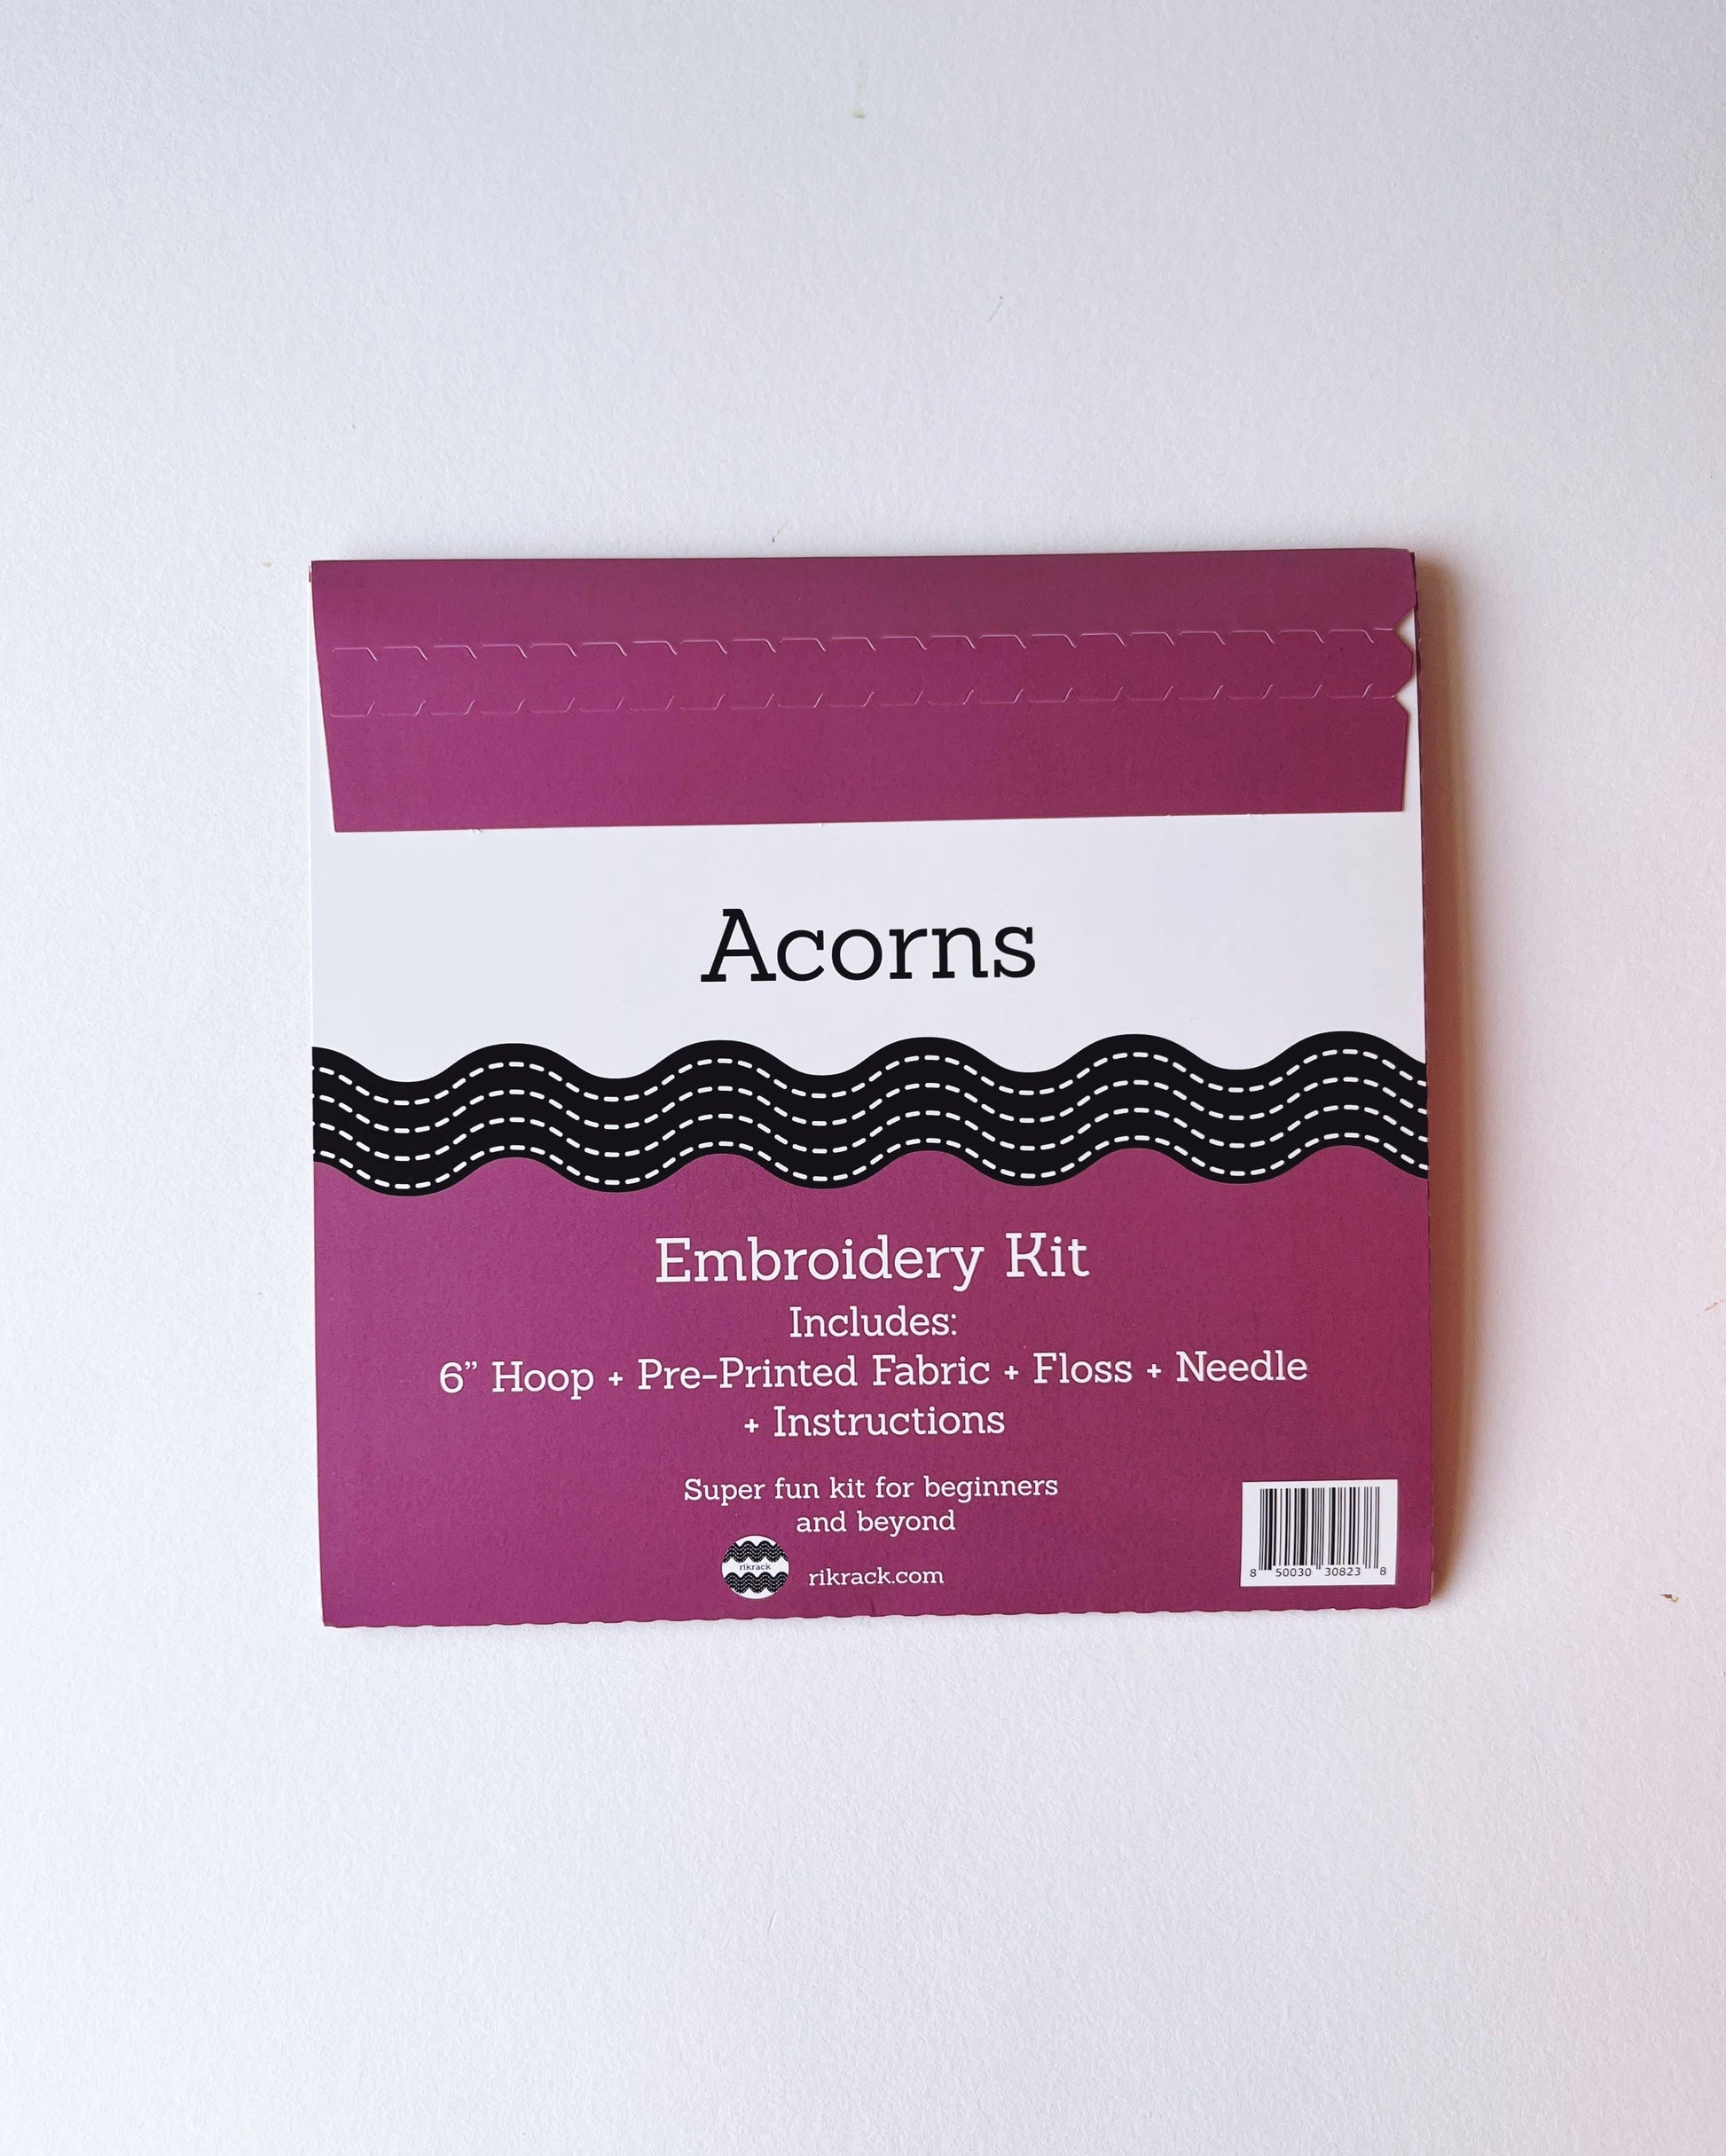 Acorns
Embroidery Kit
Includes:
6” Hoop + Pre-Printed Fabric + Floss + Needle
+ Instructions
Super fun kit for beginners
and beyond
rikrack
rikrack.com
8 50030 30823 8